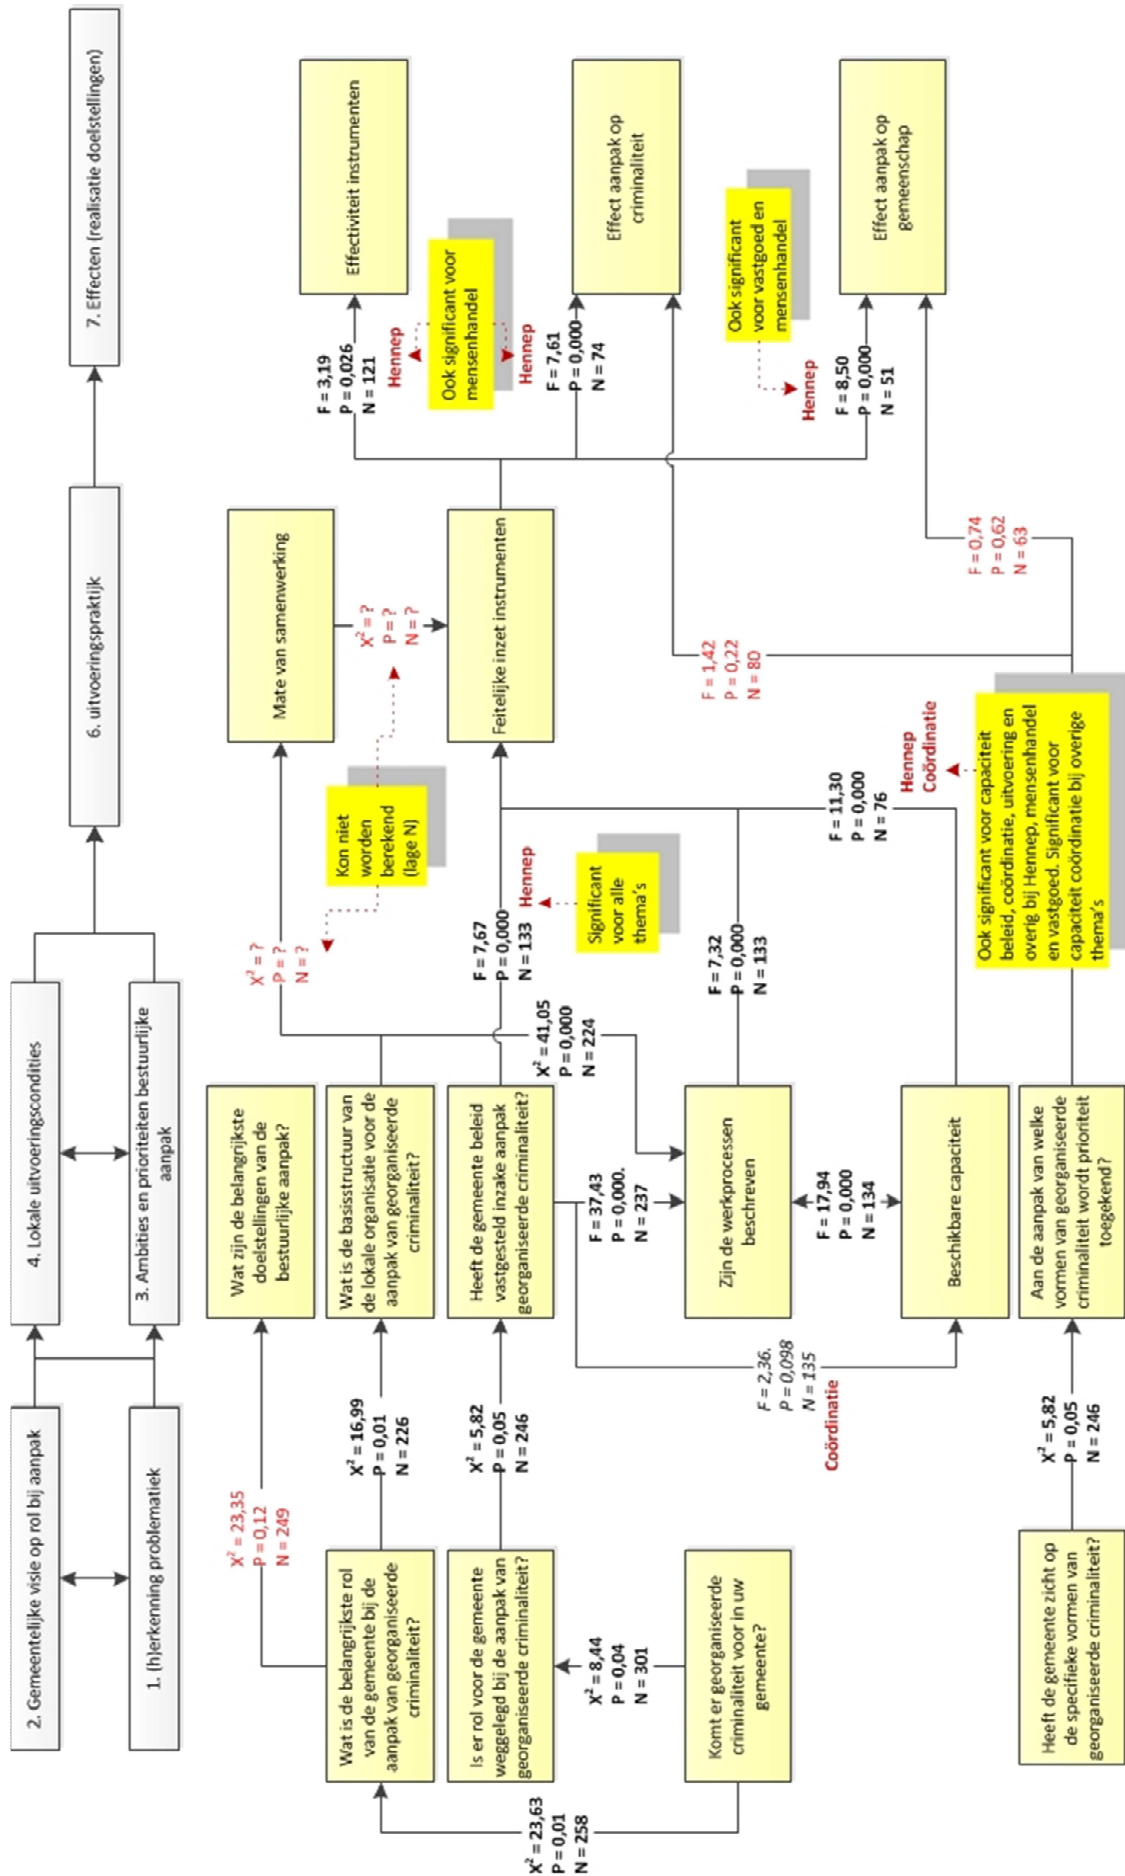 2. Gemeentelijke visie op rol bij aanpak
1. (h)erkenning problematiek
4. Lokale uitvoeringscondities
3. Ambities en prioriteiten bestuurlijke
aanpak
6. uitvoeringspraktijk
7. Effecten (realisatie doelstellingen)
X² = 23,35
P = 0,12
N = 249
Wat zijn de belangrijkste
doelstellingen van de
bestuurlijke aanpak?
Wat is de belangrijkste rol
van de gemeente bij de
aanpak van georganiseerde
criminaliteit?
X² = 16,99
P = 0,01
N = 226
Wat is de basisstructuur van
de lokale organisatie voor de
aanpak van georganiseerde
criminaliteit?
X² = ?
P = ?
N = ?
Kon niet
worden
berekend
(lage N)
Mate van samenwerking
X² = ?
P = ?
N = ?
Is er rol voor de gemeente
weggelegd bij de aanpak van
georganiseerde criminaliteit?
X² = 5,82
P = 0,05
N = 246
Heeft de gemeente beleid
vastgesteld inzake aanpak
georganiseerde criminaliteit?
F = 7,67
P = 0,000
N = 133
Hennep
Significant
voor alle
thema's
Feitelijke inzet instrumenten
F = 3,19
P = 0,026
N = 121
Hennep
Ook significant voor
mensenhandel
Hennep
Effectiviteit instrumenten
F = 7,61
P = 0,000
N = 74
Effect aanpak op
criminaliteit
Ook significant
voor vastgoed en
mensenhandel
Hennep
F = 8,50
P = 0,000
N = 51
Effect aanpak op
gemeenschap
X² = 23,63
P = 0,01
N = 258
X² = 8,44
P = 0,04
N = 301
Komt er georganiseerde
criminaliteit voor in uw
gemeente?
X² = 41,05
P = 0,000
N = 224
F = 37,43
P = 0,000.
N = 237
Zijn de werkprocessen
beschreven
F = 7,32
P = 0,000
N = 133
F = 17,94
P = 0,000
N = 134
F = 2,36.
P = 0,098
N = 135
Coördinatie
Beschikbare capaciteit
F = 11,30
P = 0,000
N = 76
Hennep
Coördinatie
F = 1,42
P = 0,22
N = 80
F = 0,74
P = 0,62
N = 63
Heeft de gemeente zicht op
de specifieke vormen van
georganiseerde criminaliteit?
X² = 5,82
P = 0,05
N = 246
Aan de aanpak van welke
vormen van georganiseerde
criminaliteit wordt prioriteit
toegekend?
Ook significant voor capaciteit
beleid, coördinatie, uitvoering en
overig bij Hennep, mensenhandel
en vastgoed. Significant voor
capaciteit coördinatie bij overige
thema's